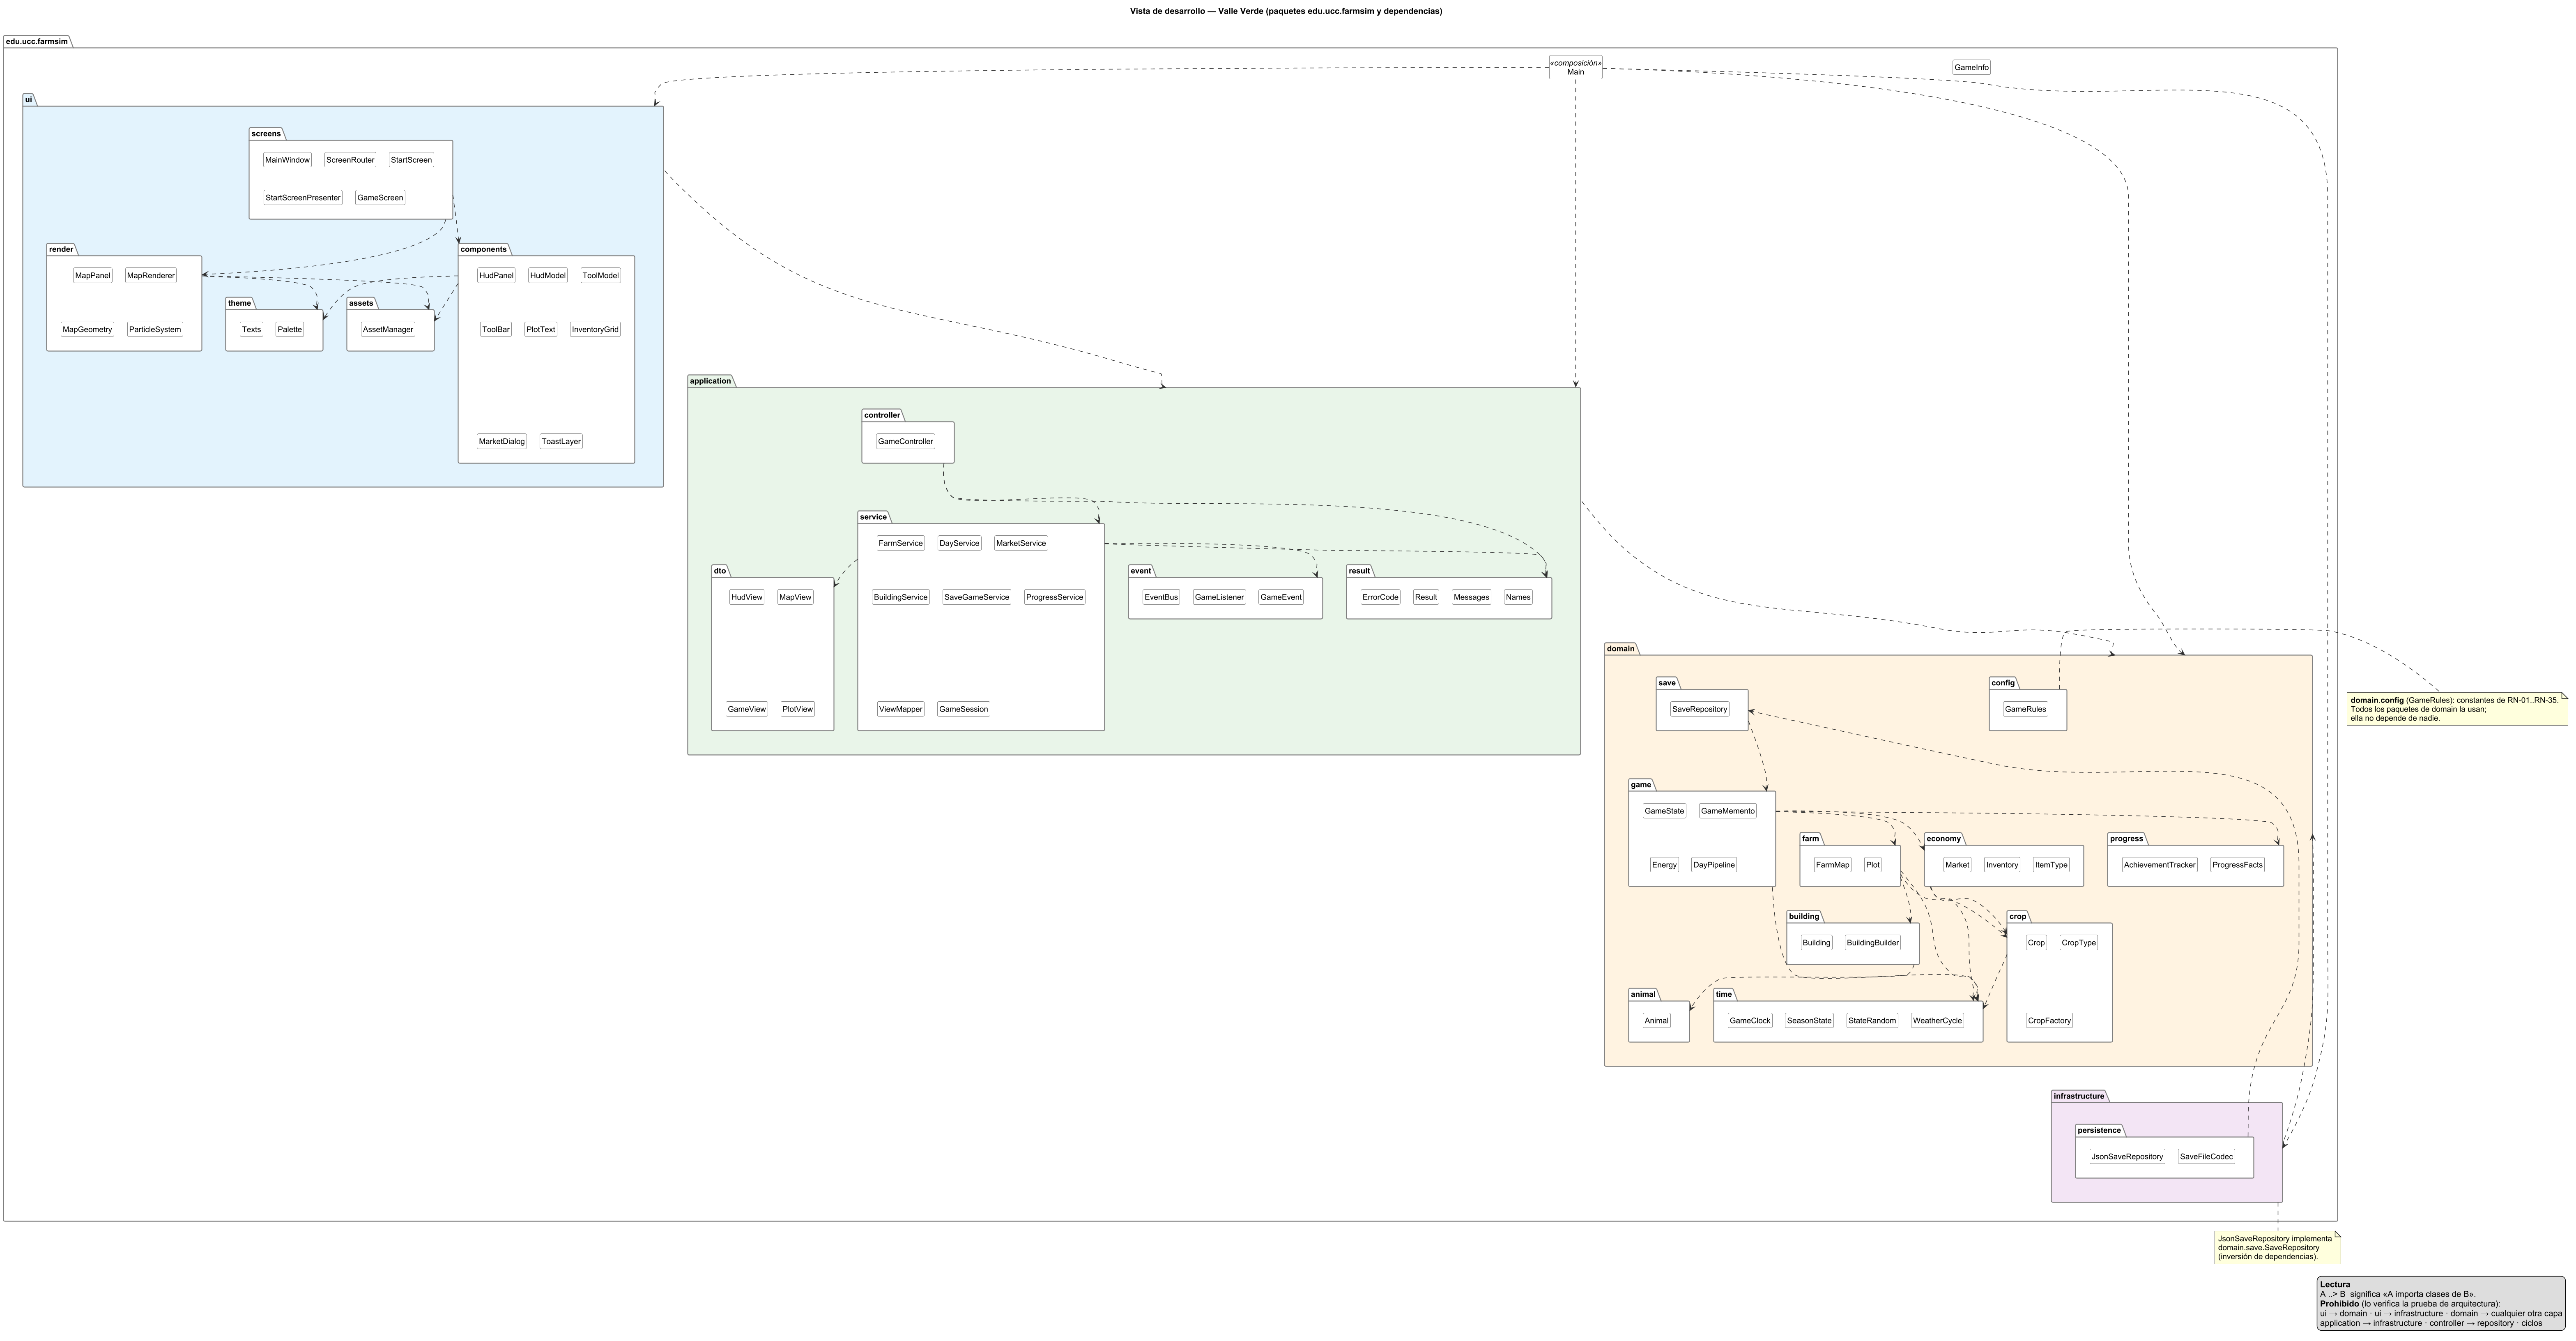 Vista de desarrollo — Valle Verde (paquetes edu.ucc.farmsim y dependencias)
edu.ucc.farmsim
«composición»
Main
GameInfo
ui
screens
MainWindow ScreenRouter StartScreen
StartScreenPresenter GameScreen
render
MapPanel MapRenderer
MapGeometry ParticleSystem
theme
Texts Palette
assets
AssetManager
components
HudPanel HudModel ToolModel
ToolBar PlotText InventoryGrid
MarketDialog ToastLayer
application
controller
GameController
service
FarmService DayService MarketService
BuildingService SaveGameService ProgressService
ViewMapper GameSession
dto
HudView MapView
GameView PlotView
event
EventBus GameListener GameEvent
result
ErrorCode Result Messages Names
domain
save
SaveRepository
config
GameRules
domain.config (GameRules): constantes de RN-01..RN-35.
Todos los paquetes de domain la usan;
ella no depende de nadie.
game
GameState GameMemento
Energy DayPipeline
farm
FarmMap Plot
economy
Market Inventory ItemType
progress
AchievementTracker ProgressFacts
building
Building BuildingBuilder
crop
Crop CropType
CropFactory
animal
Animal
time
GameClock SeasonState StateRandom WeatherCycle
infrastructure
persistence
JsonSaveRepository SaveFileCodec
JsonSaveRepository implementa
domain.save.SaveRepository
(inversión de dependencias).
Lectura
A ..> B significa «A importa clases de B».
Prohibido (lo verifica la prueba de arquitectura):
ui → domain · ui → infrastructure · domain → cualquier otra capa
application → infrastructure · controller → repository · ciclos